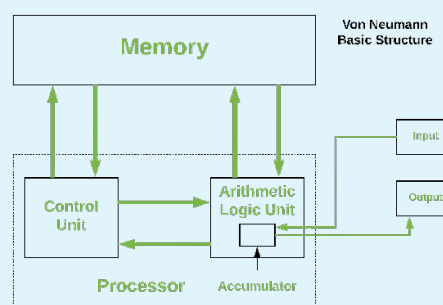 Von Neumann
Basic Structure
Memory
Input
Arithmetic
Logic Unit
Control
Unit
Output
Processor
Accumulator